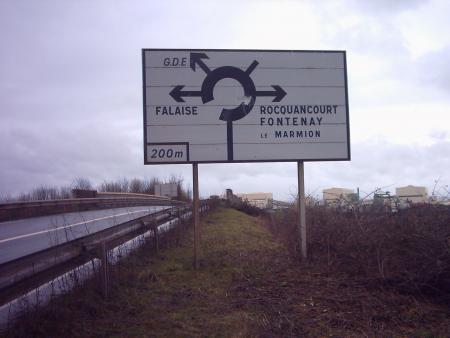 G.D.E
FALAISE
ROCQUANCOURT
FONTENAY
LE MARMION
200m